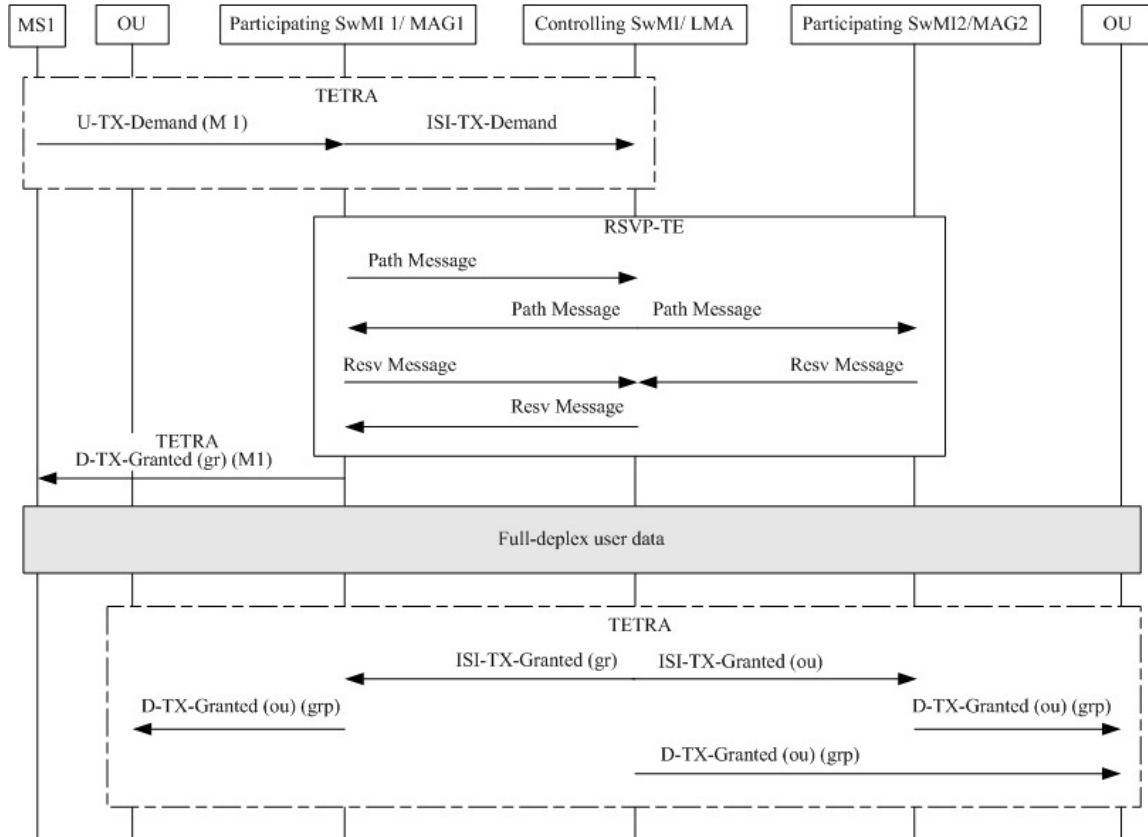 MS1
OU
Participating SwMI 1/ MAG1
Controlling SwMI/ LMA
Participating SwMI2/MAG2
OU
TETRA
U-TX-Demand (M 1)
ISI-TX-Demand
RSVP-TE
Path Message
Path Message
Path Message
Resv Message
Resv Message
Resv Message
TETRA
D-TX-Granted (gr) (M1)
Full-deplex user data
TETRA
ISI-TX-Granted (gr)
ISI-TX-Granted (ou)
D-TX-Granted (ou) (grp)
D-TX-Granted (ou) (grp)
D-TX-Granted (ou) (grp)